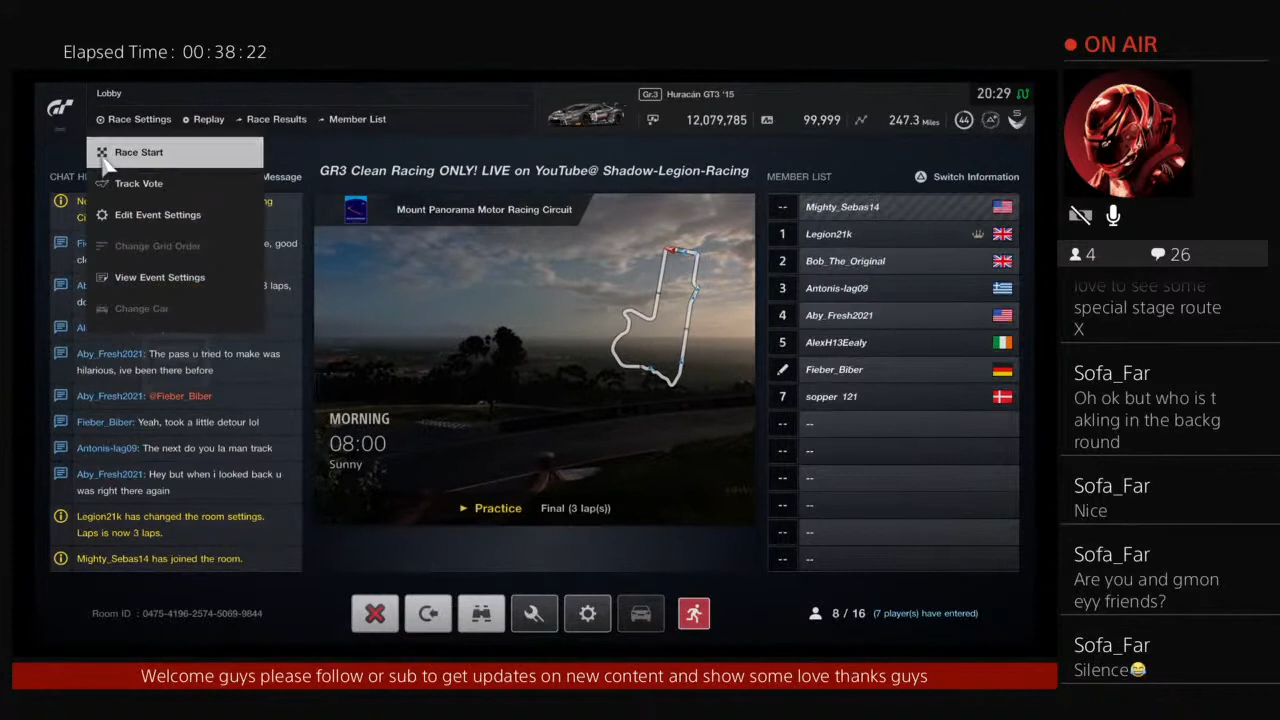 Elapsed Time: 00:38:22
ON AIR
Lobby
Race Settings
Replay
Race Results
Member List
Gr.3
Huracán GT3 '15
20:29
12,079,785
99,999
247.3 Miles
44
S
Race Start
Track Vote
Edit Event Settings
Change Grid Order
View Event Settings
Change Car
Message
GR3 Clean Racing ONLY! LIVE on YouTube@ Shadow-Legion-Racing
Mount Panorama Motor Racing Circuit
MORNING
08:00
Sunny
Practice
Final (3 lap(s))
Aby_Fresh2021: The pass u tried to make was
hilarious, ive been there before
Aby_Fresh2021: @Fieber_Biber
Fieber_Biber: Yeah, took a little detour lol
Antonis-lag09: The next do you la man track
Aby_Fresh2021: Hey but when i looked back u
was right there again
Legion21k has changed the room settings.
Laps is now 3 laps.
Mighty_Sebas14 has joined the room.
MEMBER LIST
Switch Information
-- Mighty_Sebas14
1 Legion21k
2 Bob_The_Original
3 Antonis-lag09
4 Aby_Fresh2021
5 AlexH13Ealy
Fieber_Biber
7 sopper 121
-- --
-- --
-- --
-- --
-- --
-- --
Room ID : 0475-4196-2574-5069-9844
8 / 16 (7 player(s) have entered)
Welcome guys please follow or sub to get updates on new content and show some love thanks guys
4
26
love to see some
special stage route
X
Sofa_Far
Oh ok but who is t
akling in the backg
round
Sofa_Far
Nice
Sofa_Far
Are you and gmon
eyy friends?
Sofa_Far
Silence😂